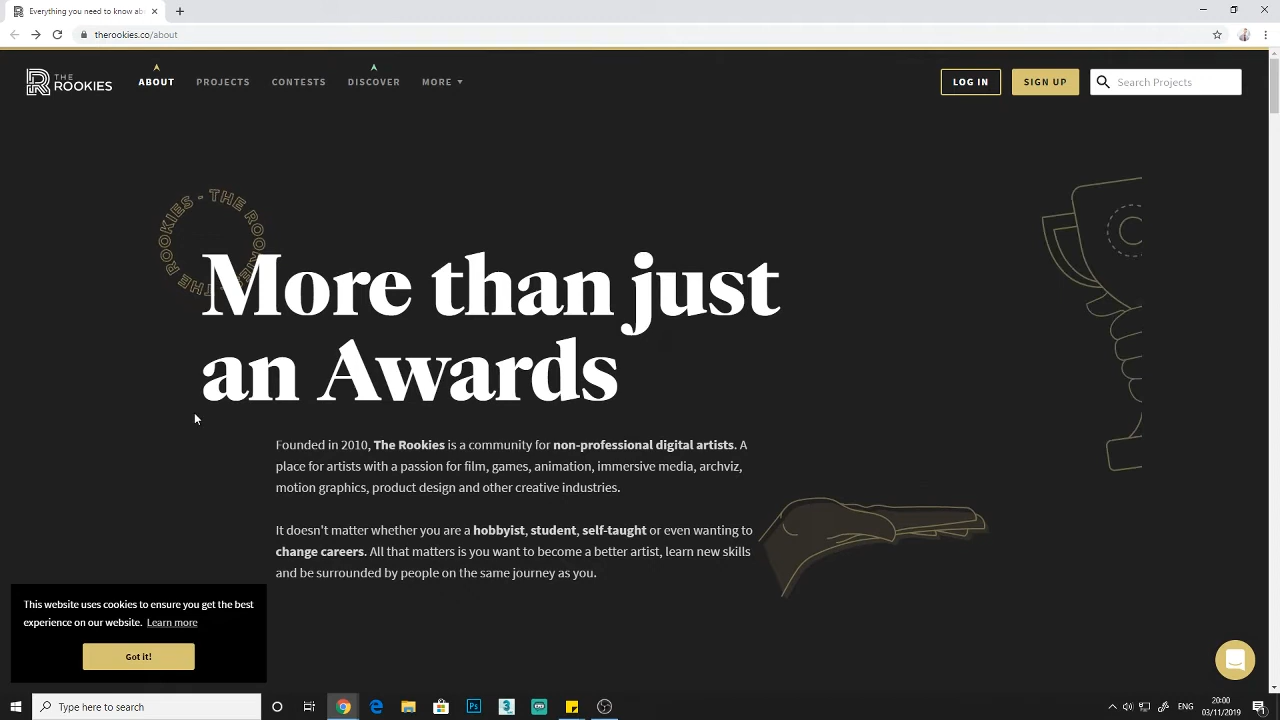 Everything you need to know ab
therookies.co/about
THE ROOKIES
ABOUT
PROJECTS
CONTESTS
DISCOVER
MORE
LOG IN
SIGN UP
Search Projects
THE ROOKIES - THE ROOKIES -
More than just
an Awards
Founded in 2010, The Rookies is a community for non-professional digital artists. A
place for artists with a passion for film, games, animation, immersive media, archviz,
motion graphics, product design and other creative industries.
It doesn't matter whether you are a hobbyist, student, self-taught or even wanting to
change careers. All that matters is you want to become a better artist, learn new skills
and be surrounded by people on the same journey as you.
This website uses cookies to ensure you get the best
experience on our website. Learn more
Got it!
Type here to search
Ps
3
ENG
20:00
03/11/2019
1